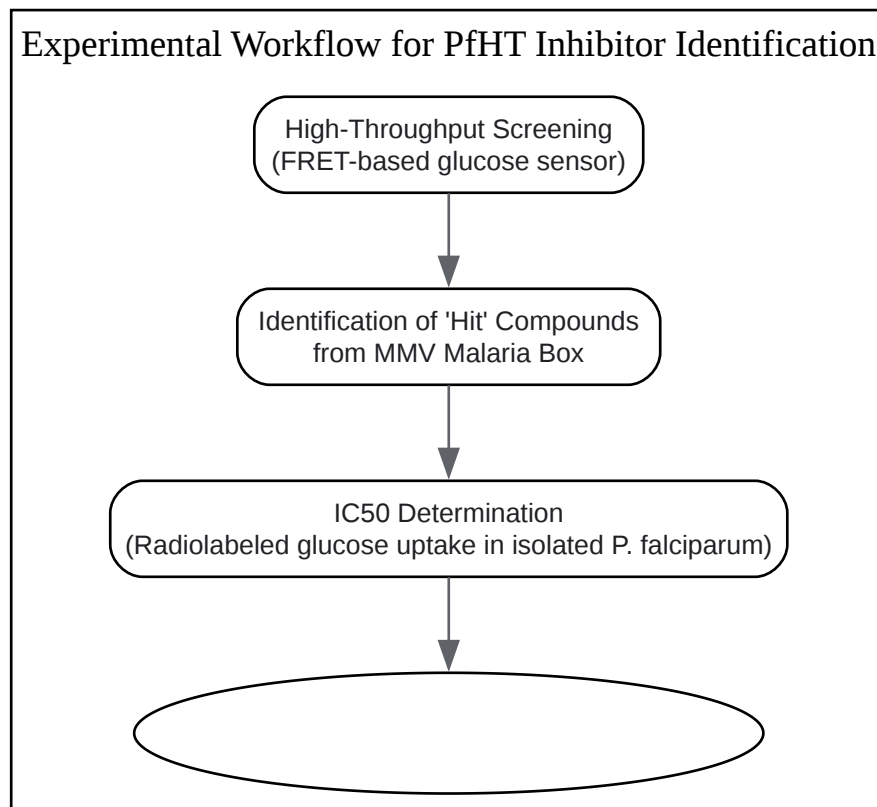 Experimental Workflow for PfHT Inhibitor Identification
High-Throughput Screening
(FRET-based glucose sensor)
Identification of 'Hit' Compounds
from MMV Malaria Box
IC50 Determination
(Radiolabeled glucose uptake in isolated P. falciparum)